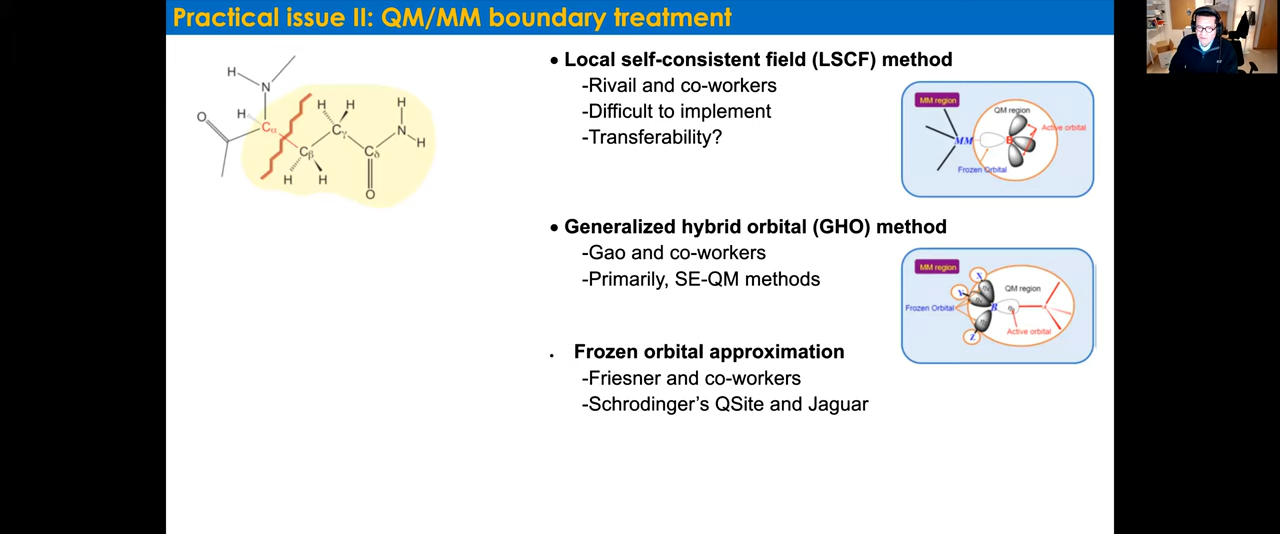 Practical issue II: QM/MM boundary treatment
• Local self-consistent field (LSCF) method
-Rivail and co-workers
-Difficult to implement
-Transferability?
• Generalized hybrid orbital (GHO) method
-Gao and co-workers
-Primarily, SE-QM methods
• Frozen orbital approximation
-Friesner and co-workers
-Schrodinger's QSite and Jaguar
H
N
H
O
Cα
H
H
Cγ
Cβ
H
H
Cδ
O
H
N
H
MM region
QM region
Active orbital
MM
Frozen Orbital
MM region
X
QM region
Y
Frozen Orbital
B
Active orbital
Z